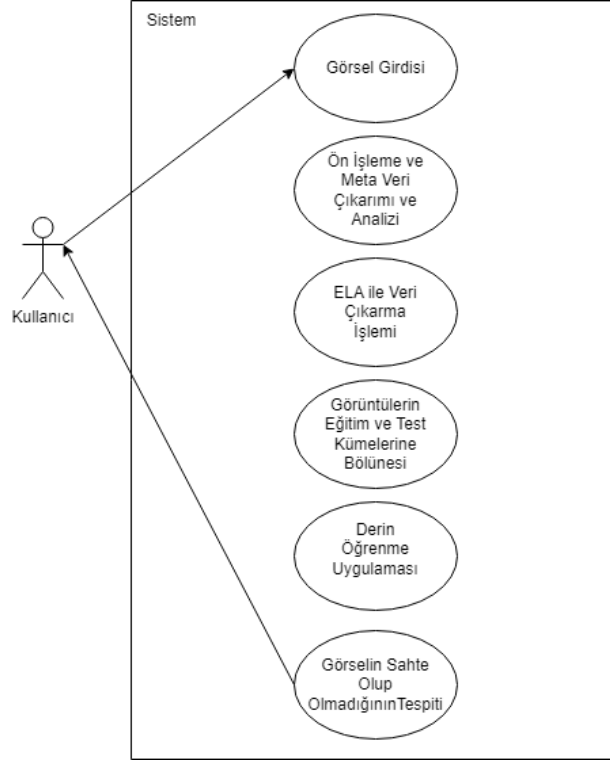 Sistem
Görsel Girdisi
Ön İşleme ve
Meta Veri
Çıkarımı ve
Analizi
Kullanıcı
ELA ile Veri
Çıkarma
İşlemi
Görüntülerin
Eğitim ve Test
Kümelerine
Bölünesi
Derin
Öğrenme
Uygulaması
Görselin Sahte
Olup
OlmadığınınTespiti